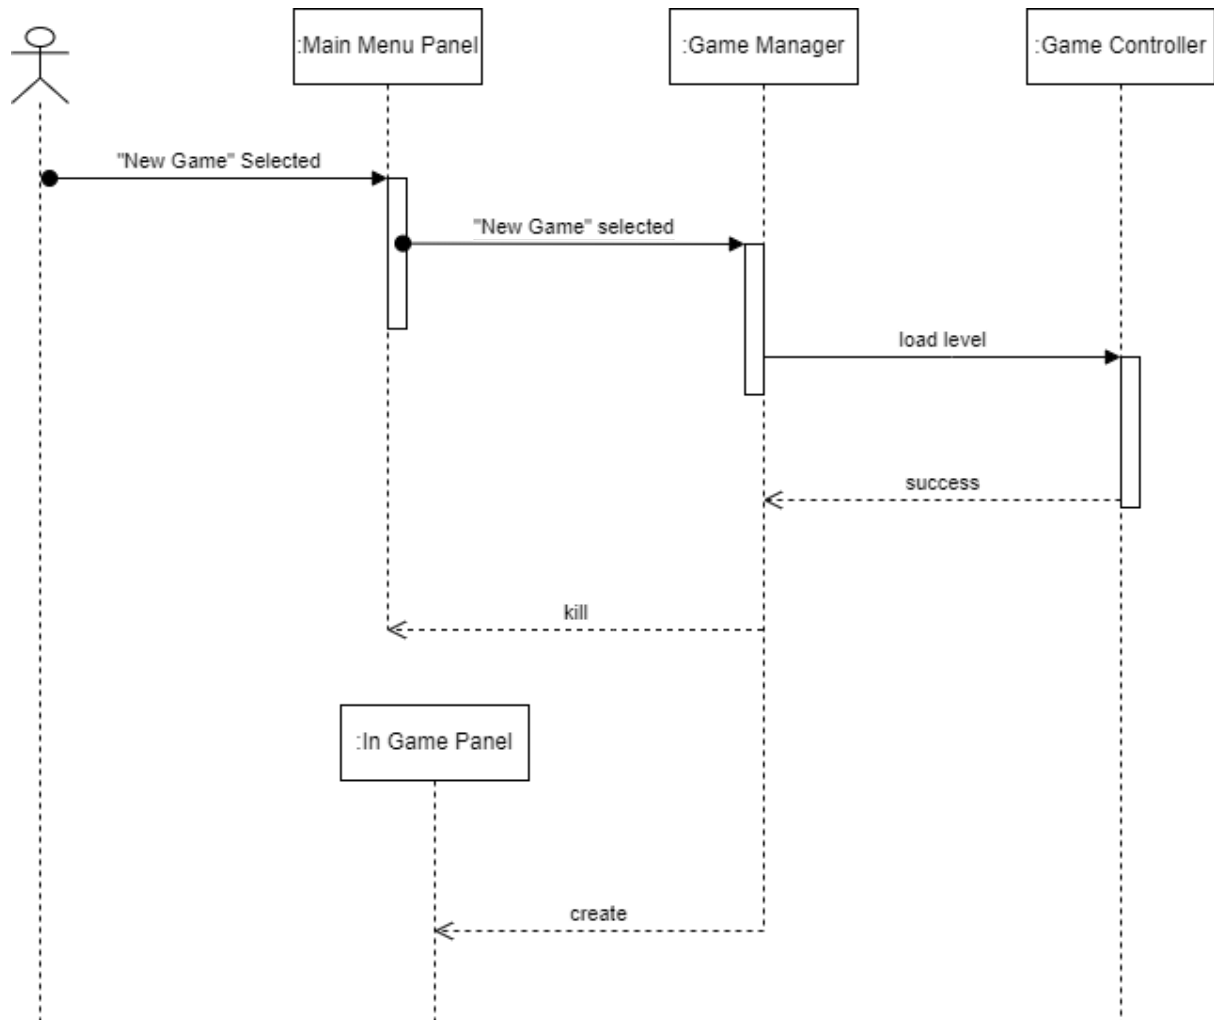 :Main Menu Panel
:Game Manager
:Game Controller
"New Game" Selected
"New Game" selected
load level
success
kill
:In Game Panel
create